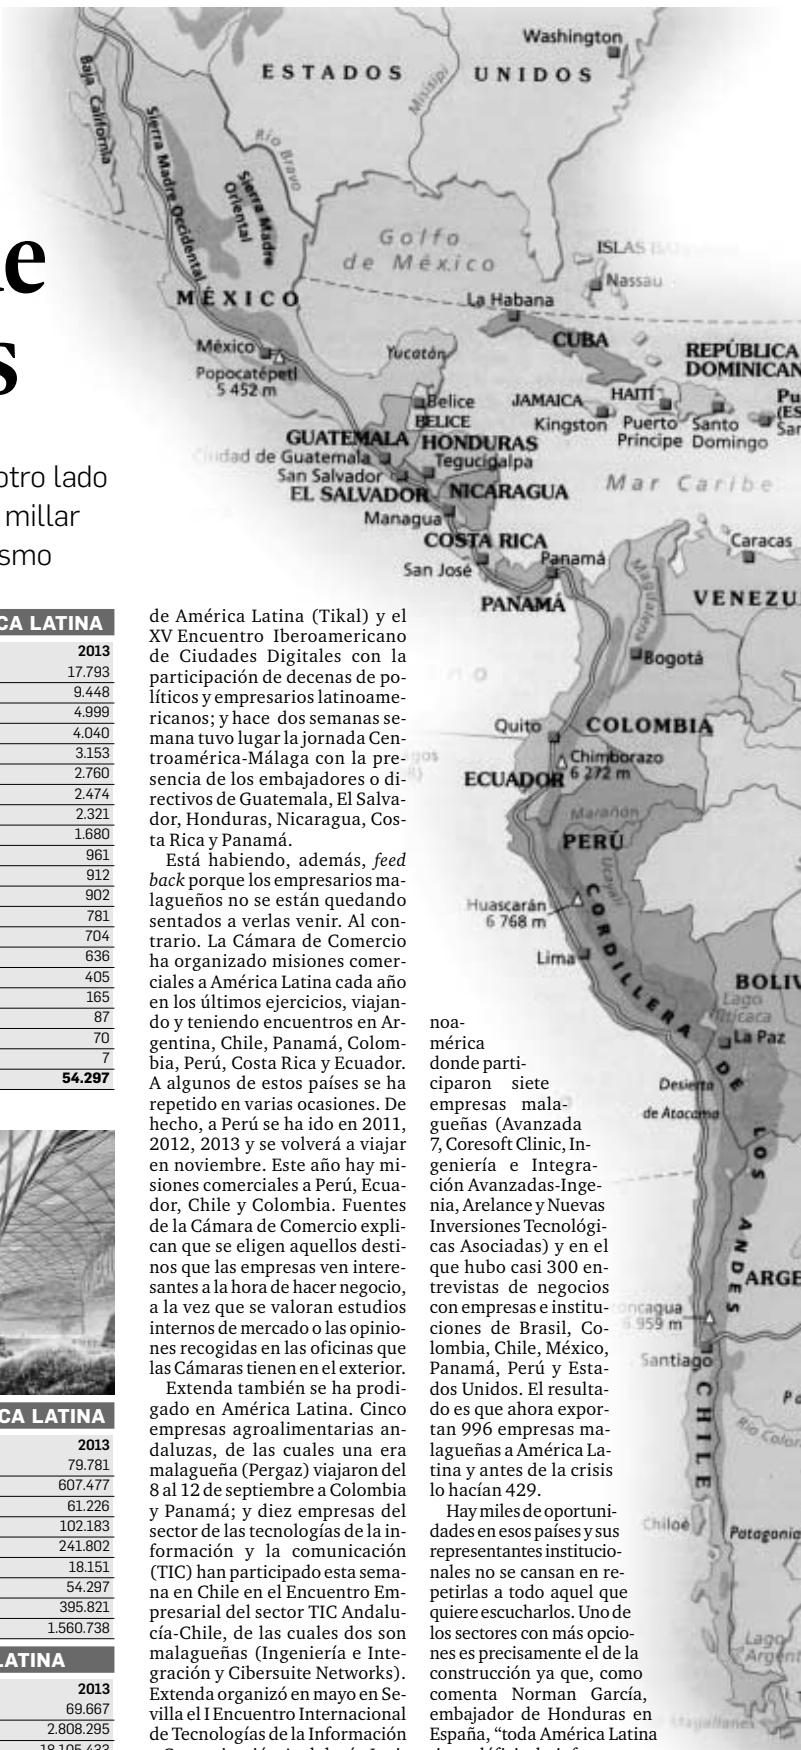 otro lado
millar
smo
CA LATINA
2013
17.793
9.448
4.999
4.040
3.153
2.760
2.474
2.321
1.680
961
912
902
781
704
636
405
165
87
70
7
54.297
CA LATINA
2013
79.781
607.477
61.226
102.183
241.802
18.151
54.297
395.821
1.560.738
LATINA
2013
69.667
2.808.295
de América Latina (Tikal) y el
XV Encuentro Iberoamericano
de Ciudades Digitales con la
participación de decenas de po-
líticos y empresarios latinoame-
ricanos; y hace dos semanas se-
mana tuvo lugar la jornada Cen-
troamérica-Málaga con la pre-
sencia de los embajadores o di-
rectivos de Guatemala, El Salva-
dor, Honduras, Nicaragua, Cos-
ta Rica y Panamá.
Está habiendo, además, feed
back porque los empresarios ma-
lagueños no se están quedando
sentados a verlas venir. Al con-
trario. La Cámara de Comercio
ha organizado misiones comer-
ciales a América Latina cada año
en los últimos ejercicios, viajan-
do y teniendo encuentros en Ar-
gentina, Chile, Panamá, Colom-
bia, Perú, Costa Rica y Ecuador.
A algunos de estos países se ha
repetido en varias ocasiones. De
hecho, a Perú se ha ido en 2011,
2012, 2013 y se volverá a viajar
en noviembre. Este año hay mi-
siones comerciales a Perú, Ecua-
dor, Chile y Colombia. Fuentes
de la Cámara de Comercio expli-
can que se eligen aquellos desti-
nos que las empresas ven intere-
santes a la hora de hacer negocio,
a la vez que se valoran estudios
internos de mercado o las opinio-
nes recogidas en las oficinas que
las Cámaras tienen en el exterior.
Extenda también se ha prodi-
gado en América Latina. Cinco
empresas agroalimentarias an-
daluzas, de las cuales una era
malagueña (Pergaz) viajaron del
8 al 12 de septiembre a Colombia
y Panamá; y diez empresas del
sector de las tecnologías de la in-
formación y la comunicación
(TIC) han participado esta sema-
na en Chile en el Encuentro Em-
presarial del sector TIC Andalu-
cía-Chile, de las cuales dos son
malagueñas (Ingeniería e Inte-
gración y Cibersuite Networks).
Extenda organizó en mayo en Se-
villa el I Encuentro Internacional
de Tecnologías de la Información
noa-
mérica
donde parti-
ciparon siete
empresas mala-
gueñas (Avanzada
7, Coresoft Clinic, In-
geniería e Integra-
ción Avanzadas-Inge-
nia, Arelance y Nuevas
Inversiones Tecnológi-
cas Asociadas) y en el
que hubo casi 300 en-
trevistas de negocios
con empresas e institu-
ciones de Brasil, Co-
lombia, Chile, México,
Panamá, Perú y Esta-
dos Unidos. El resulta-
do es que ahora expor-
tan 996 empresas ma-
lagueñas a América La-
tina y antes de la crisis
lo hacían 429.
Hay miles de oportuni-
dades en esos países y sus
representantes institucio-
nales no se cansan en re-
petirlas a todo aquel que
quiere escucharlos. Uno de
los sectores con más opcio-
nes es precisamente el de la
construcción ya que, como
comenta Norman García,
embajador de Honduras en
España, “toda América Latina
Washington
ESTADOS UNIDOS
Misisipi
Baja California
Sierra Madre Occidental
Río Bravo
Sierra Madre
Oriental
Golfo
de México
ISLAS
Nassau
MÉXICO
La Habana
CUBA
México
Popocatépetl
5 452 m
Yucatán
REPÚBLICA
DOMINICAN
Belice
BELICE
JAMAICA
Kingston
HAITÍ
Puerto
Príncipe
Santo
Domingo
Pu
(ES
Sar
GUATEMALA
HONDURAS
Ciudad de Guatemala
Tegucigalpa
San Salvador
EL SALVADOR
NICARAGUA
Mar Caribe
Managua
COSTA RICA
San José
Panamá
PANAMÁ
Caracas
VENEZU
Magdalena
Bogotá
Quito
COLOMBIA
Chimborazo
6 272 m
ECUADOR
Marañón
PERÚ
Ucayali
Huascarán
6 768 m
Lima
CORDILLERA DE LOS ANDES
BOLIV
Lago
Titicaca
La Paz
Desierto
de Atacama
ARGE
oncagua
6.959 m
Santiago
CHILE
Río Color
Chiloé
Patagonia
Lago
Argent
Magallanes